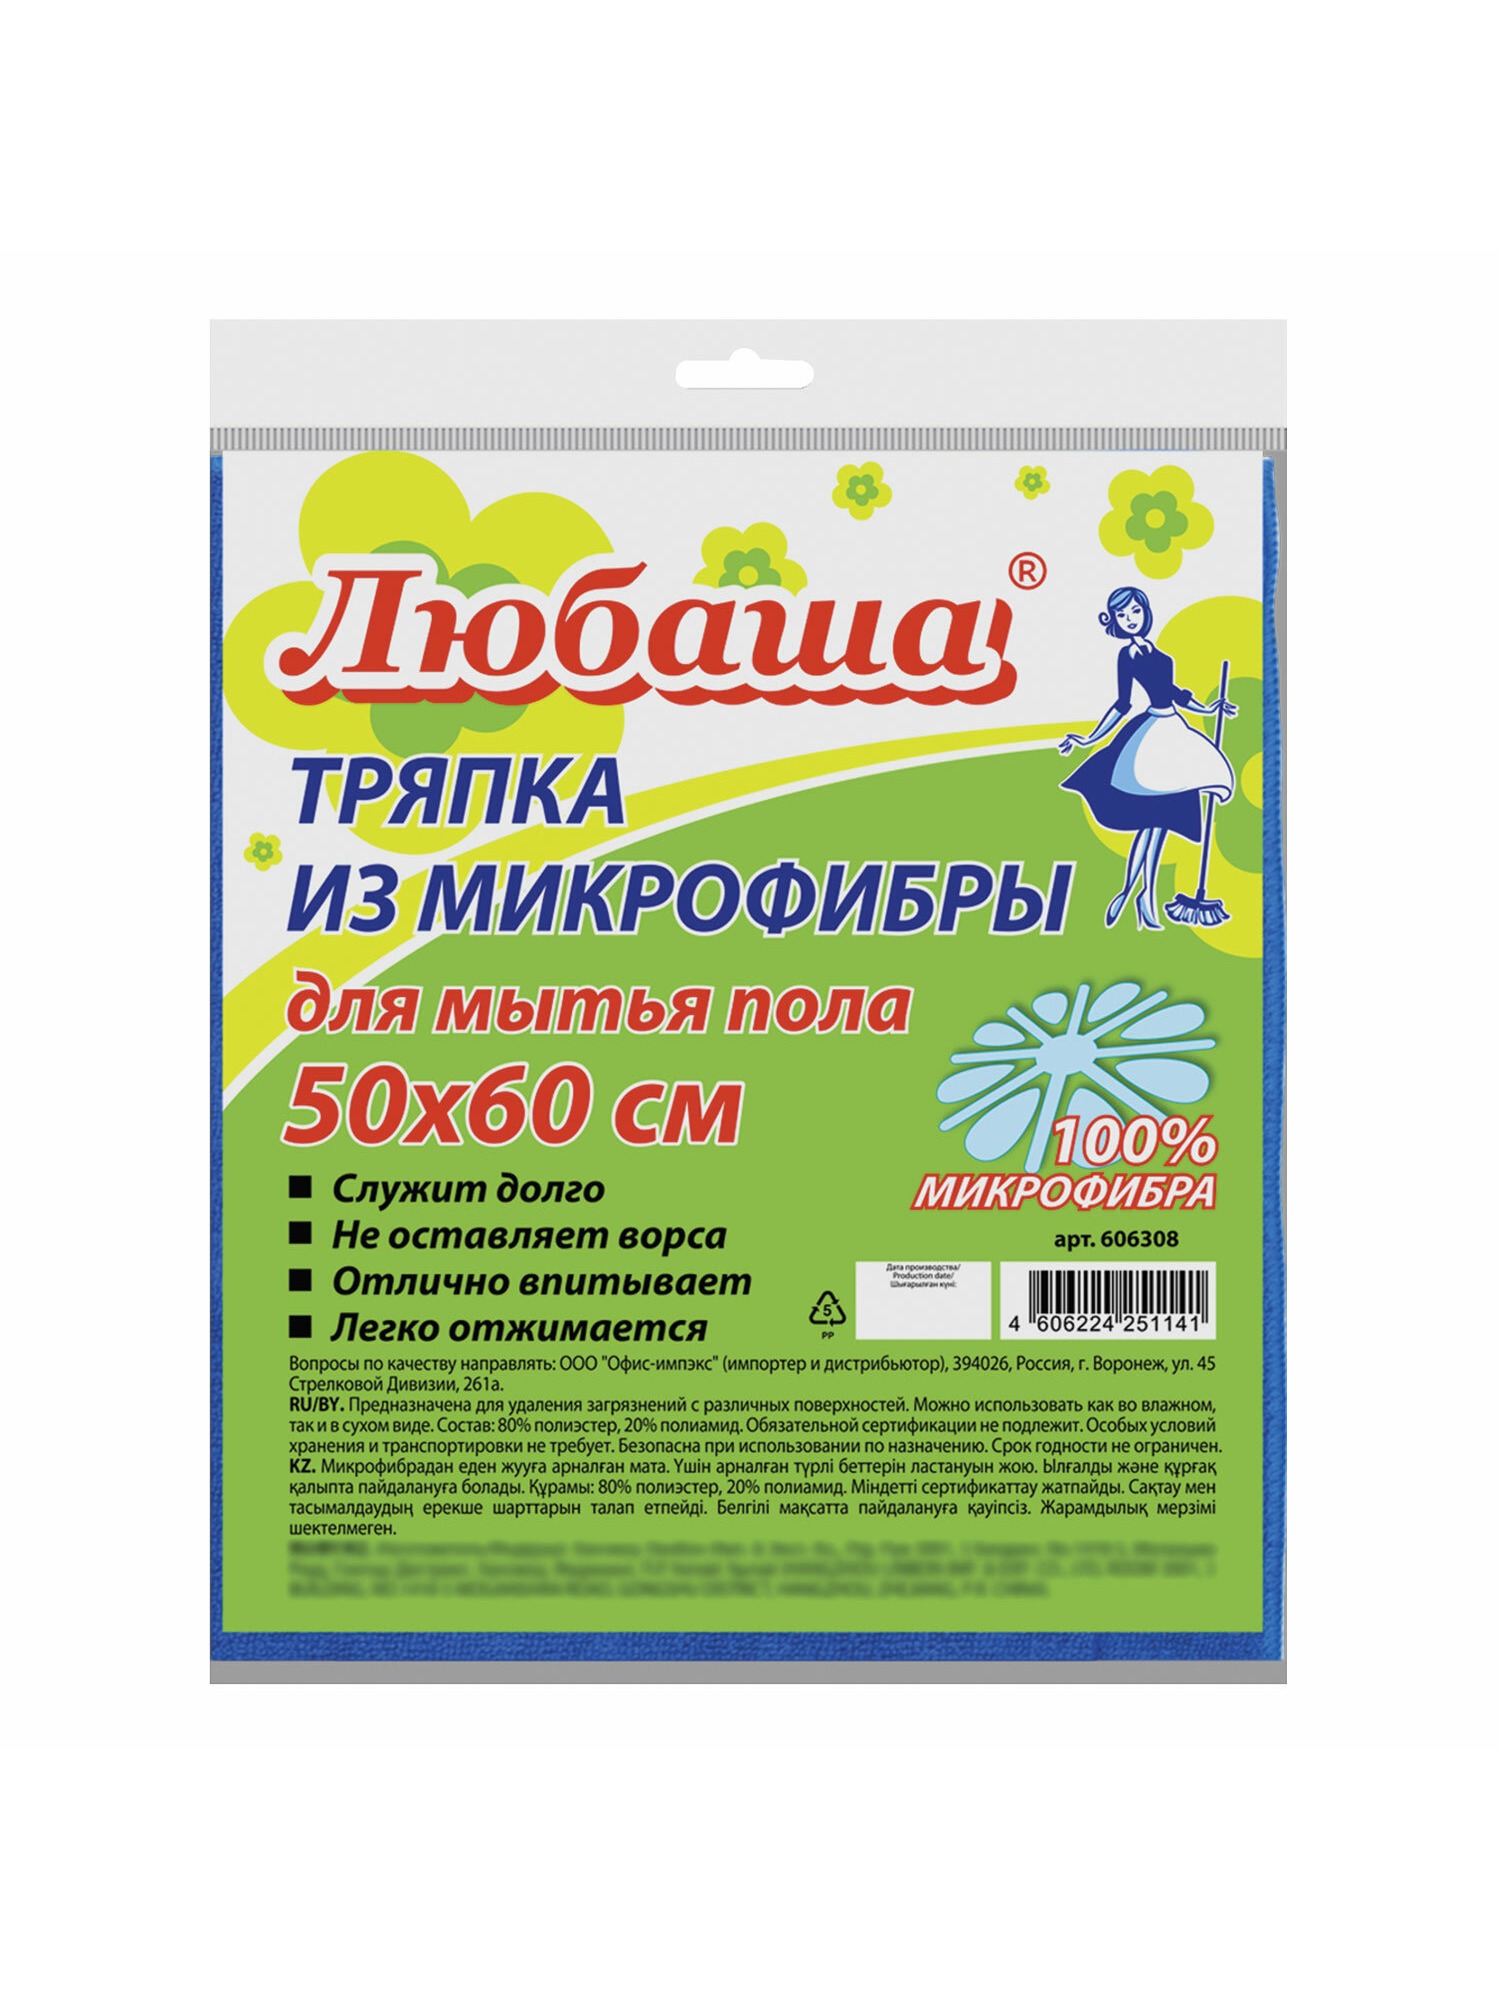 Любаша®
ТРЯПКА
ИЗ МИКРОФИБРЫ
для мытья пола
50х60 см
100%
МИКРОФИБРА
■ Служит долго
■ Не оставляет ворса
■ Отлично впитывает
■ Легко отжимается
арт. 606308
5
PP
Дата производства/
Production date/
Шығарылған күні:
4 606224 251141
Вопросы по качеству направлять: ООО "Офис-импэкс" (импортер и дистрибьютор), 394026, Россия, г. Воронеж, ул. 45
Стрелковой Дивизии, 261а.
RU/BY. Предназначена для удаления загрязнений с различных поверхностей. Можно использовать как во влажном,
так и в сухом виде. Состав: 80% полиэстер, 20% полиамид. Обязательной сертификации не подлежит. Особых условий
хранения и транспортировки не требует. Безопасна при использовании по назначению. Срок годности не ограничен.
KZ. Микрофибрадан еден жууға арналған мата. Үшін арналған түрлі беттерін ластануын жою. Ылғалды және құрғақ
қалыпта пайдалануға болады. Құрамы: 80% полиэстер, 20% полиамид. Міндетті сертификаттау жатпайды. Сақтау мен
тасымалдаудың ерекше шарттарын талап етпейді. Белгілі мақсатта пайдалануға қауіпсіз. Жарамдылық мерзімі
шектелмеген.